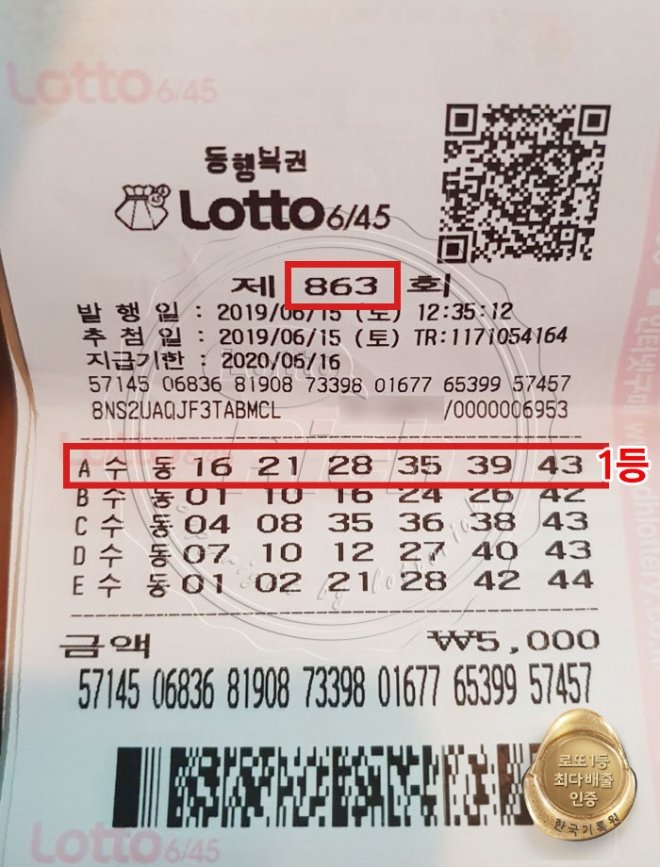 Lotto 6/45
동행복권
Lotto 6/45
제 863 회
발 행 일 : 2019/06/15 (토) 12:35:12
추 첨 일 : 2019/06/15 (토) TR:1171054164
지급기한 : 2020/06/16
57145 06836 81908 73398 01677 65399 57457
8NS2UAQJF3TABMCL /0000006953
A 수 동 16 21 28 35 39 43 1등
B 수 동 01 10 16 24 26 42
C 수 동 04 08 35 36 38 43
D 수 동 07 10 12 27 40 43
E 수 동 01 02 21 28 42 44
금액 ₩₩5,000
57145 06836 81908 73398 01677 65399 57457
로또1등
최다배출
인증
한국기록원
Lotto 6/45